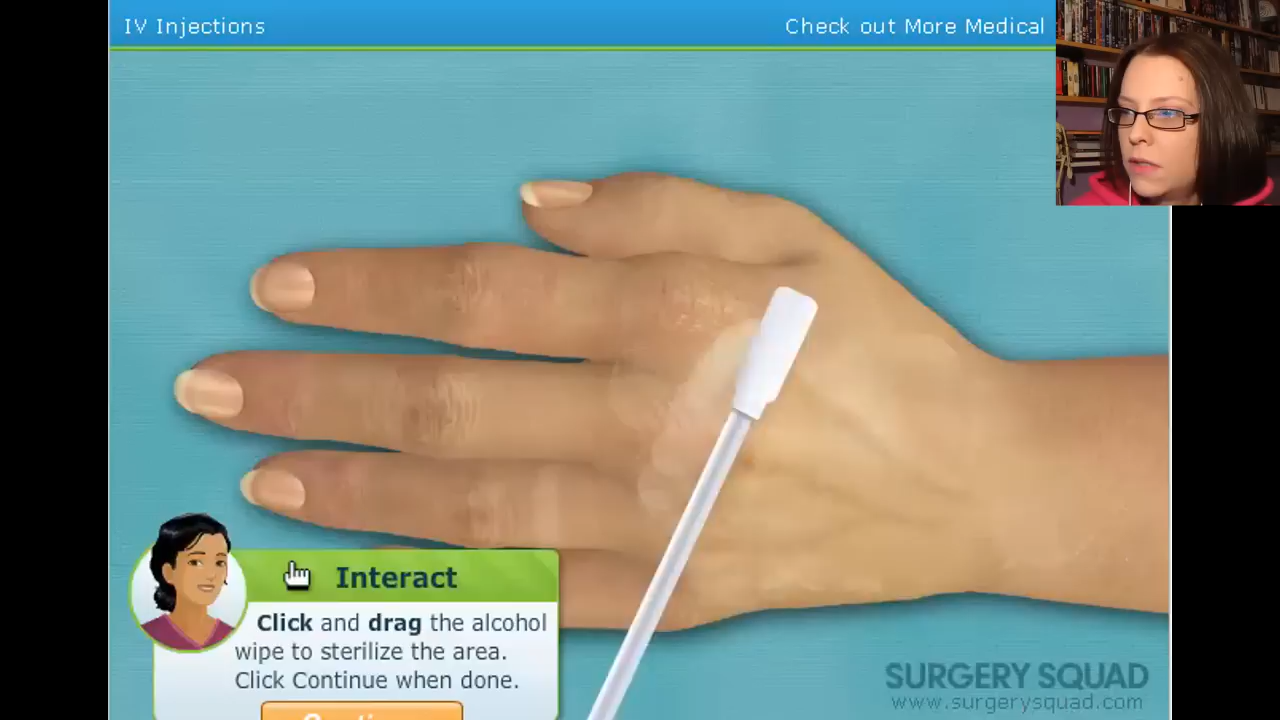 IV Injections
Check out More Medical
Interact
Click and drag the alcohol
wipe to sterilize the area.
Click Continue when done.
SURGERY SQUAD
www.surgerysquad.com